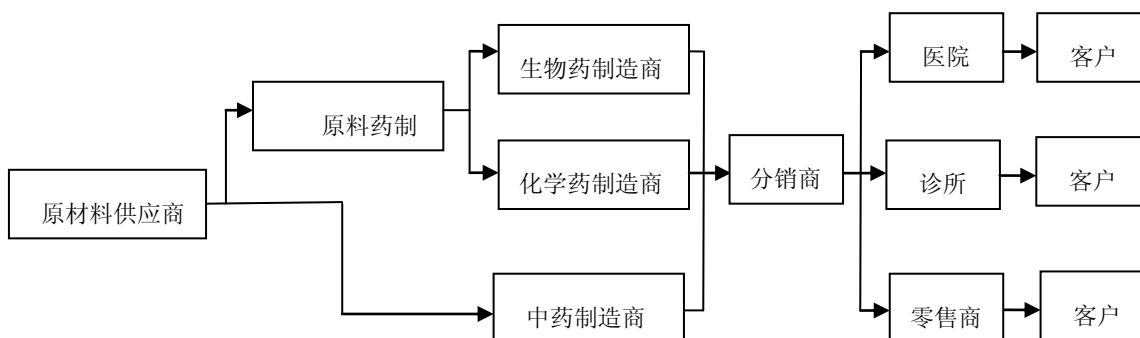 原材料供应商
原料药制
生物药制造商
化学药制造商
中药制造商
分销商
医院
客户
诊所
客户
零售商
客户